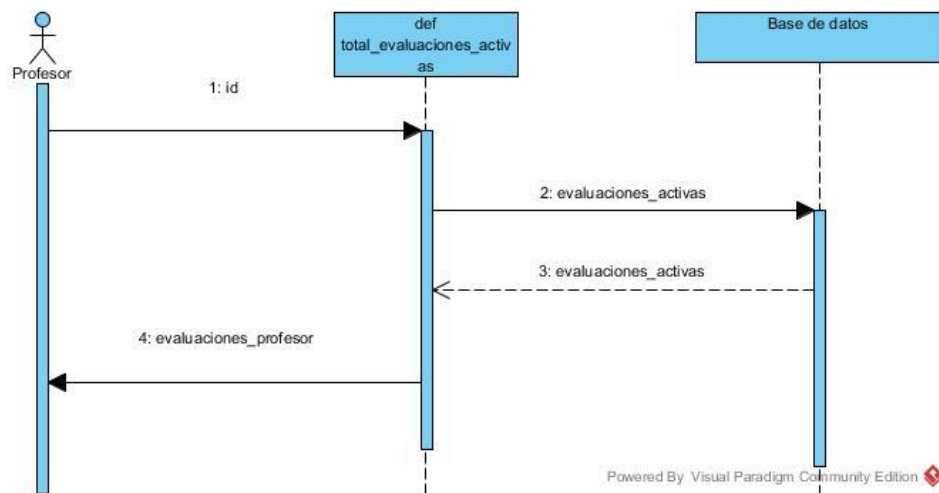 def
total_evaluaciones_activ
as
Base de datos
Profesor
1: id
2: evaluaciones_activas
3: evaluaciones_activas
4: evaluaciones_profesor
Powered By Visual Paradigm Community Edition